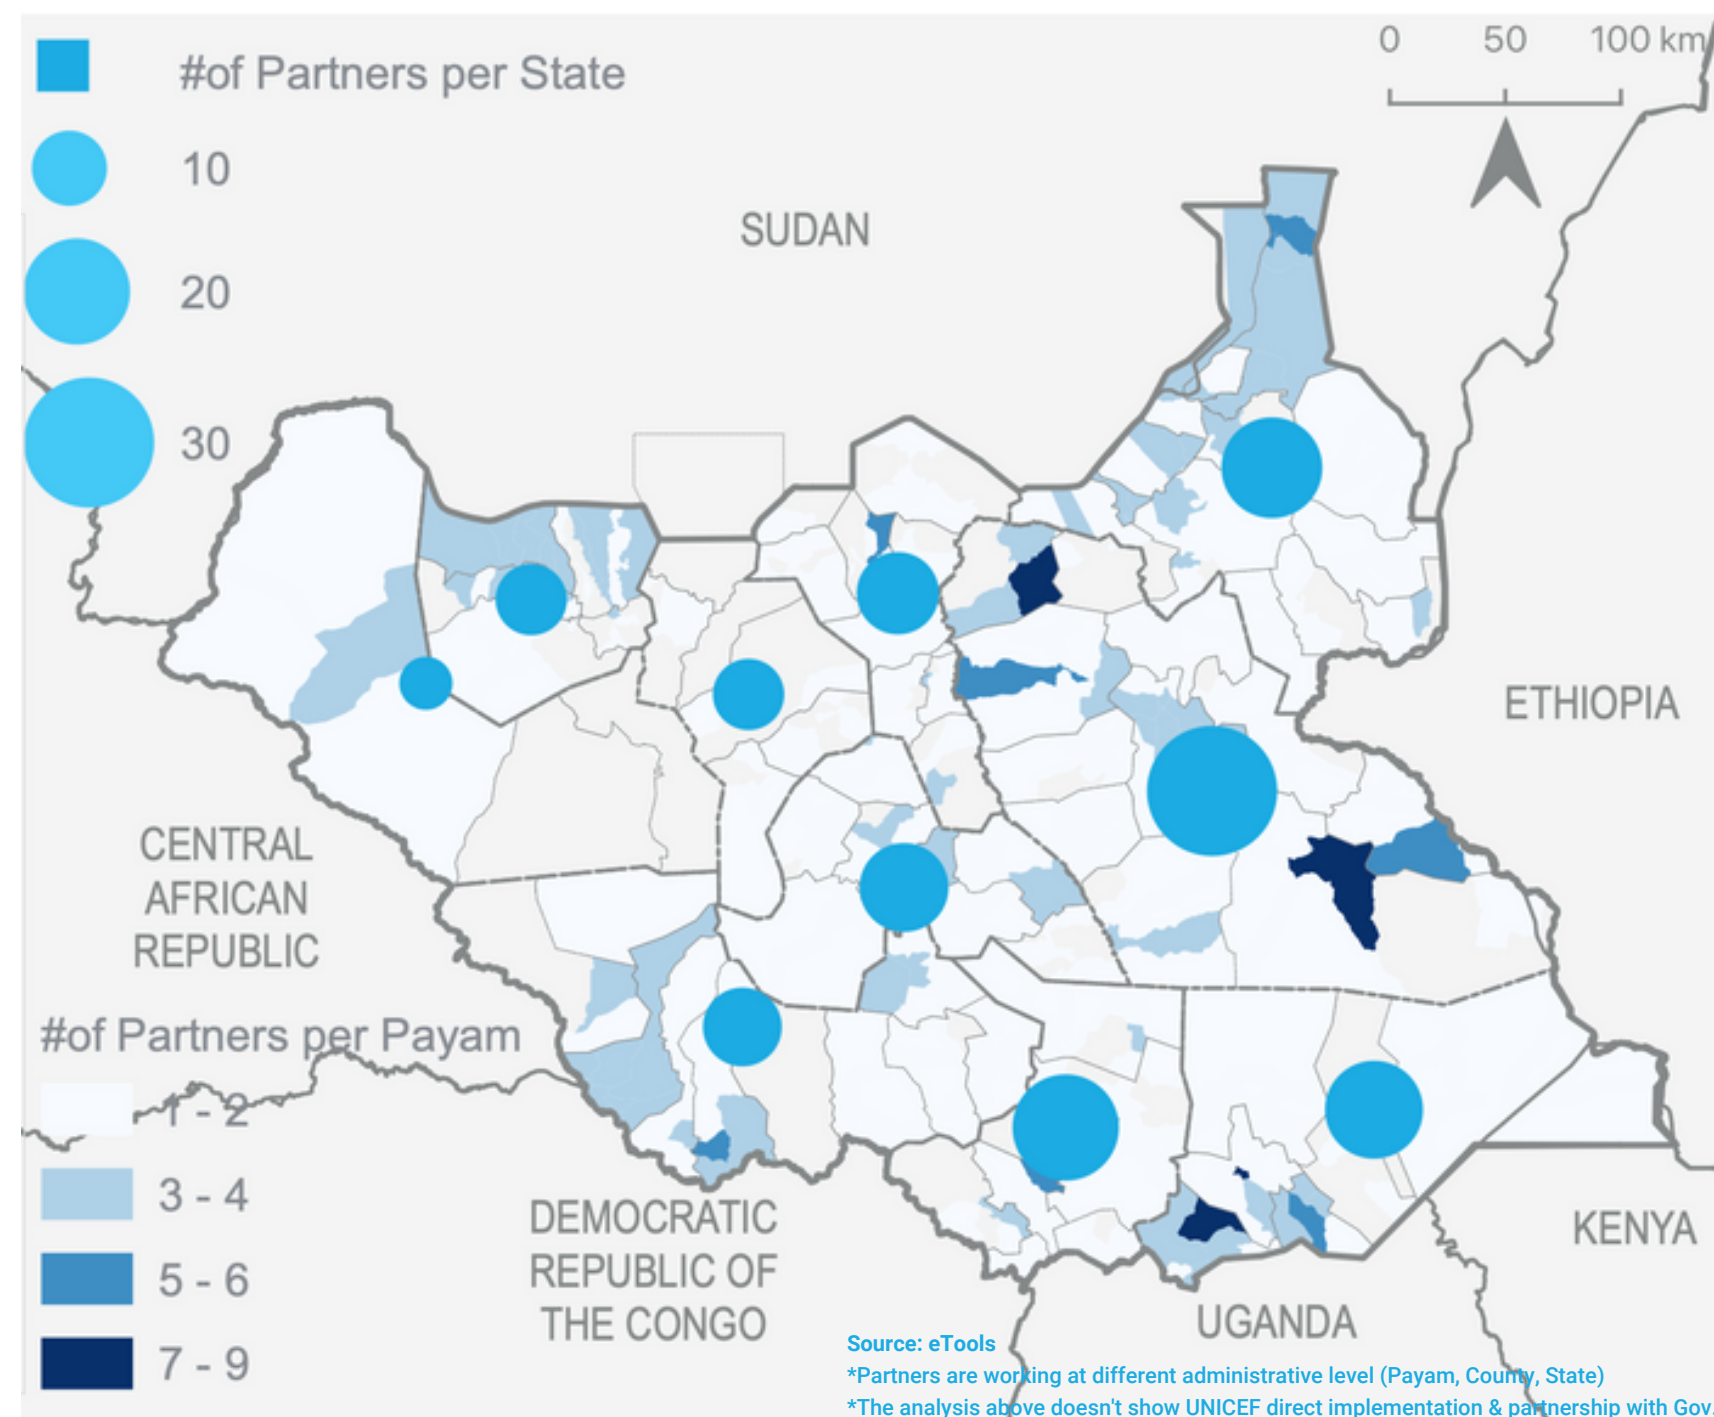 #of Partners per State
10
20
30
0 50 100 km
SUDAN
ETHIOPIA
CENTRAL
AFRICAN
REPUBLIC
#of Partners per Payam
1 - 2
3 - 4
5 - 6
7 - 9
DEMOCRATIC
REPUBLIC OF
THE CONGO
KENYA
UGANDA
Source: eTools
*Partners are working at different administrative level (Payam, County, State)
*The analysis above doesn't show UNICEF direct implementation & partnership with Gov.